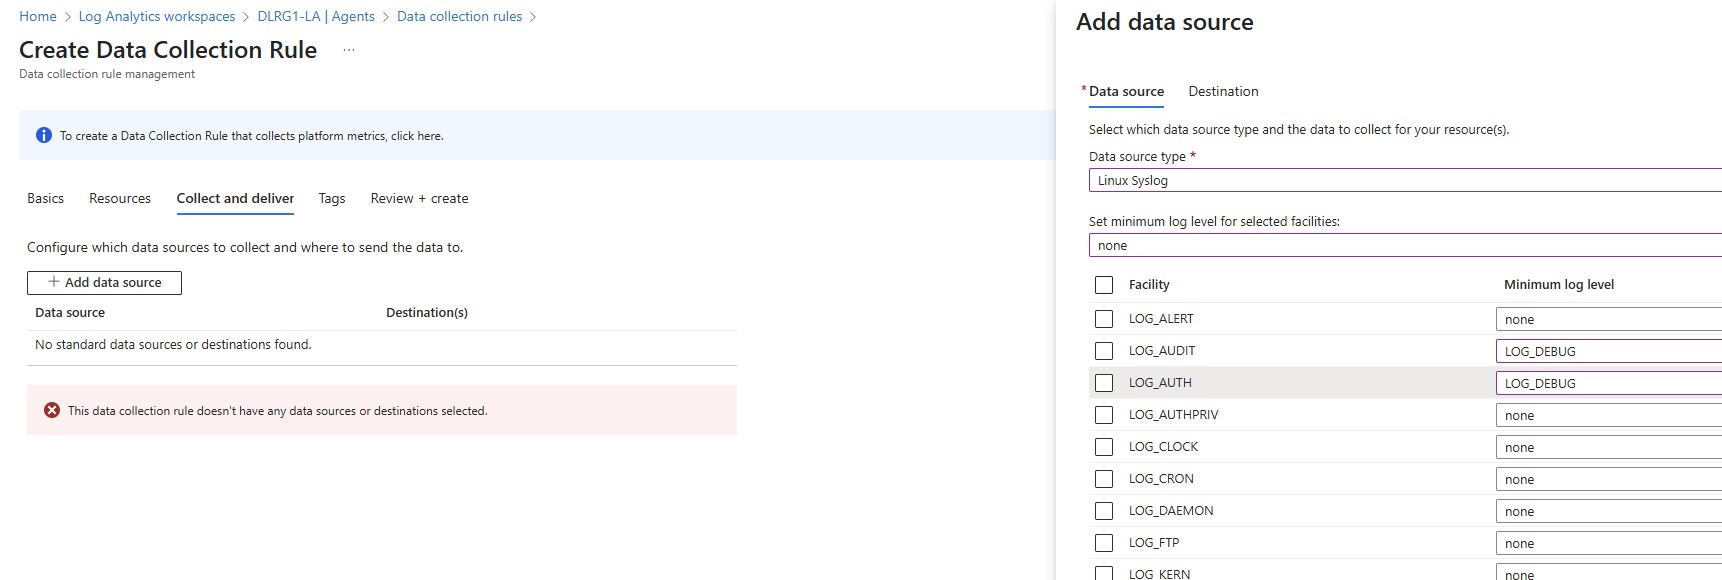 Home > Log Analytics workspaces > DLRG1-LA | Agents > Data collection rules >
Create Data Collection Rule ...
Data collection rule management
To create a Data Collection Rule that collects platform metrics, click here.
Basics Resources Collect and deliver Tags Review + create
Configure which data sources to collect and where to send the data to.
+ Add data source
Data source Destination(s)
No standard data sources or destinations found.
This data collection rule doesn't have any data sources or destinations selected.
Add data source
* Data source Destination
Select which data source type and the data to collect for your resource(s).
Data source type *
Linux Syslog
Set minimum log level for selected facilities:
none
Facility Minimum log level
LOG_ALERT none
LOG_AUDIT LOG_DEBUG
LOG_AUTH LOG_DEBUG
LOG_AUTHPRIV none
LOG_CLOCK none
LOG_CRON none
LOG_DAEMON none
LOG_FTP none
LOG_KERN none